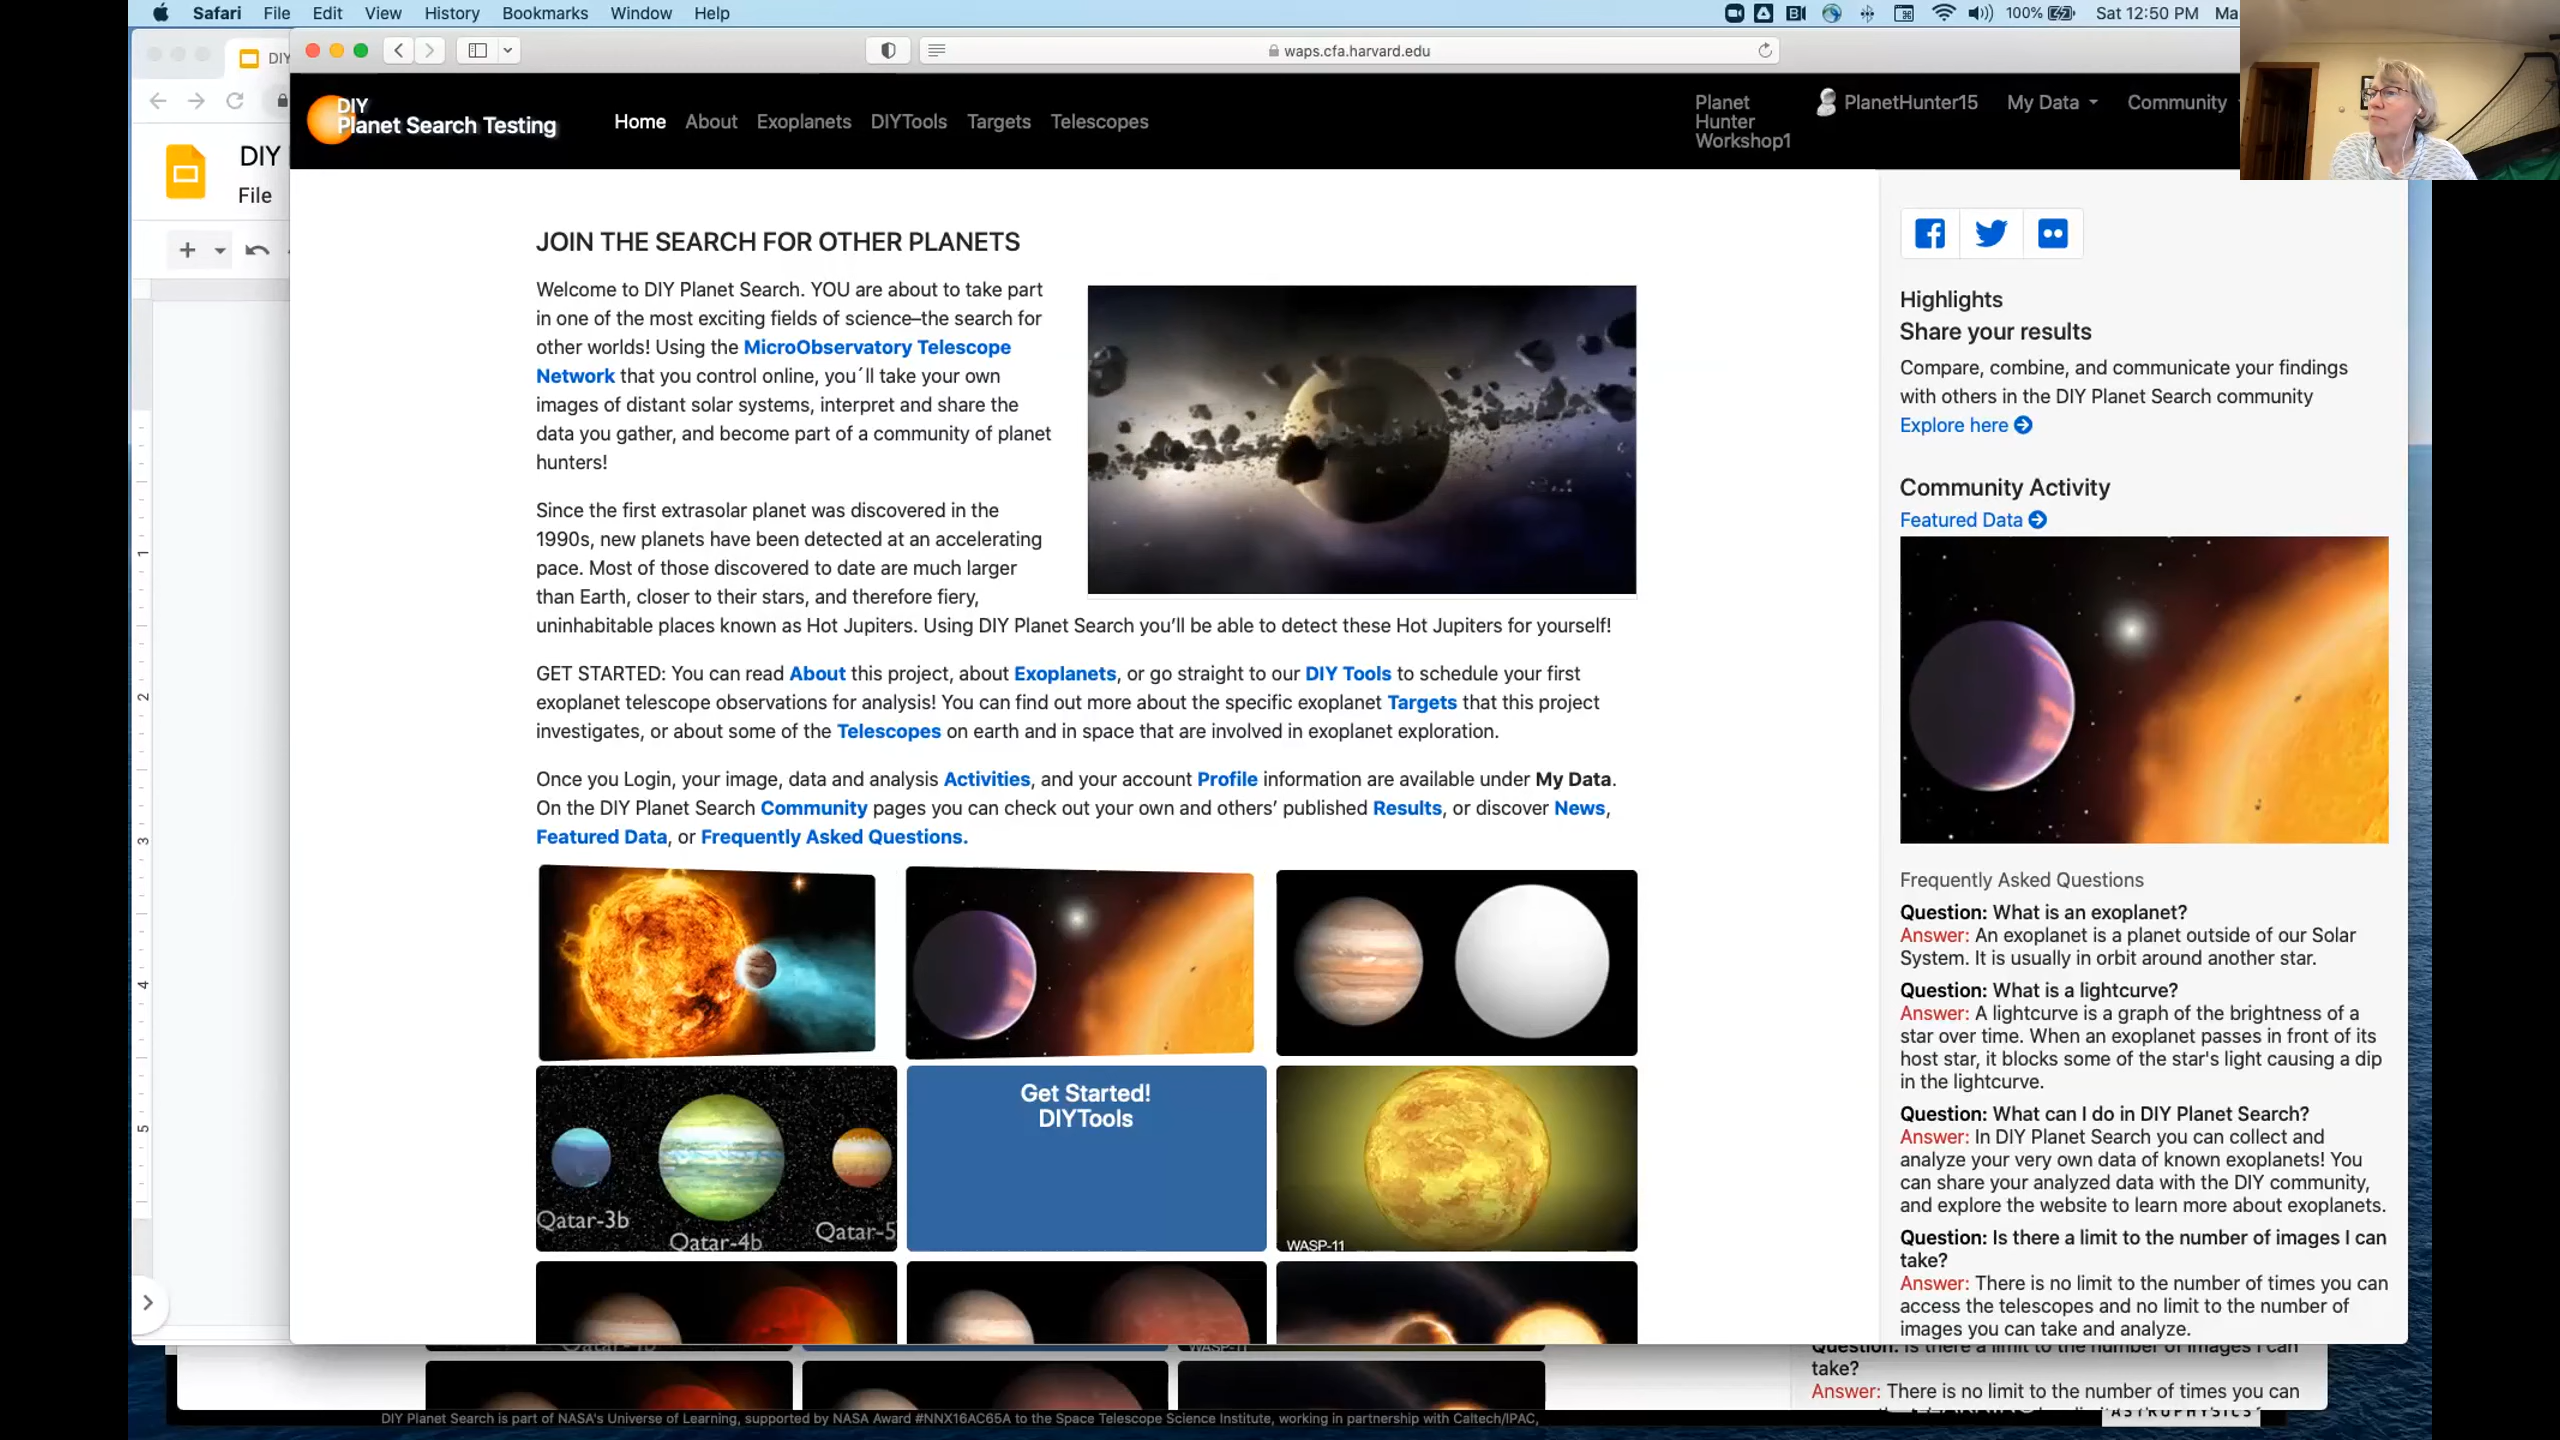 Safari File Edit View History Bookmarks Window Help
100%
Sat 12:50 PM Ma
DIY
waps.cfa.harvard.edu
DIY
Planet Search Testing
Home About Exoplanets DIYTools Targets Telescopes
Planet
Hunter
Workshop1
PlanetHunter15 My Data Community
DIY
File
JOIN THE SEARCH FOR OTHER PLANETS
Welcome to DIY Planet Search. YOU are about to take part
in one of the most exciting fields of science–the search for
other worlds! Using the MicroObservatory Telescope
Network that you control online, you´ll take your own
images of distant solar systems, interpret and share the
data you gather, and become part of a community of planet
hunters!
Since the first extrasolar planet was discovered in the
1990s, new planets have been detected at an accelerating
pace. Most of those discovered to date are much larger
than Earth, closer to their stars, and therefore fiery,
uninhabitable places known as Hot Jupiters. Using DIY Planet Search you’ll be able to detect these Hot Jupiters for yourself!
GET STARTED: You can read About this project, about Exoplanets, or go straight to our DIY Tools to schedule your first
exoplanet telescope observations for analysis! You can find out more about the specific exoplanet Targets that this project
investigates, or about some of the Telescopes on earth and in space that are involved in exoplanet exploration.
Once you Login, your image, data and analysis Activities, and your account Profile information are available under My Data.
On the DIY Planet Search Community pages you can check out your own and others’ published Results, or discover News,
Featured Data, or Frequently Asked Questions.
Qatar-3b
Qatar-4b
Qatar-5
Get Started!
DIYTools
WASP-11
Highlights
Share your results
Compare, combine, and communicate your findings
with others in the DIY Planet Search community
Explore here
Community Activity
Featured Data
Frequently Asked Questions
Question: What is an exoplanet?
Answer: An exoplanet is a planet outside of our Solar
System. It is usually in orbit around another star.
Question: What is a lightcurve?
Answer: A lightcurve is a graph of the brightness of a
star over time. When an exoplanet passes in front of its
host star, it blocks some of the star's light causing a dip
in the lightcurve.
Question: What can I do in DIY Planet Search?
Answer: In DIY Planet Search you can collect and
analyze your very own data of known exoplanets! You
can share your analyzed data with the DIY community,
and explore the website to learn more about exoplanets.
Question: Is there a limit to the number of images I can
take?
Answer: There is no limit to the number of times you can
access the telescopes and no limit to the number of
images you can take and analyze.
1
2
3
4
5
Question: Is there a limit to the number of images I can
take?
Answer: There is no limit to the number of times you can
ASTROPHYSICS
DIY Planet Search is part of NASA's Universe of Learning, supported by NASA Award #NNX16AC65A to the Space Telescope Science Institute, working in partnership with Caltech/IPAC,